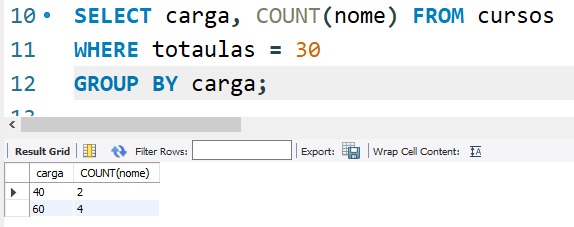 10 SELECT carga, COUNT(nome) FROM cursos
11 WHERE totaulas = 30
12 GROUP BY carga;
Result Grid Filter Rows: Export: Wrap Cell Content:
carga COUNT(nome)
40 2
60 4